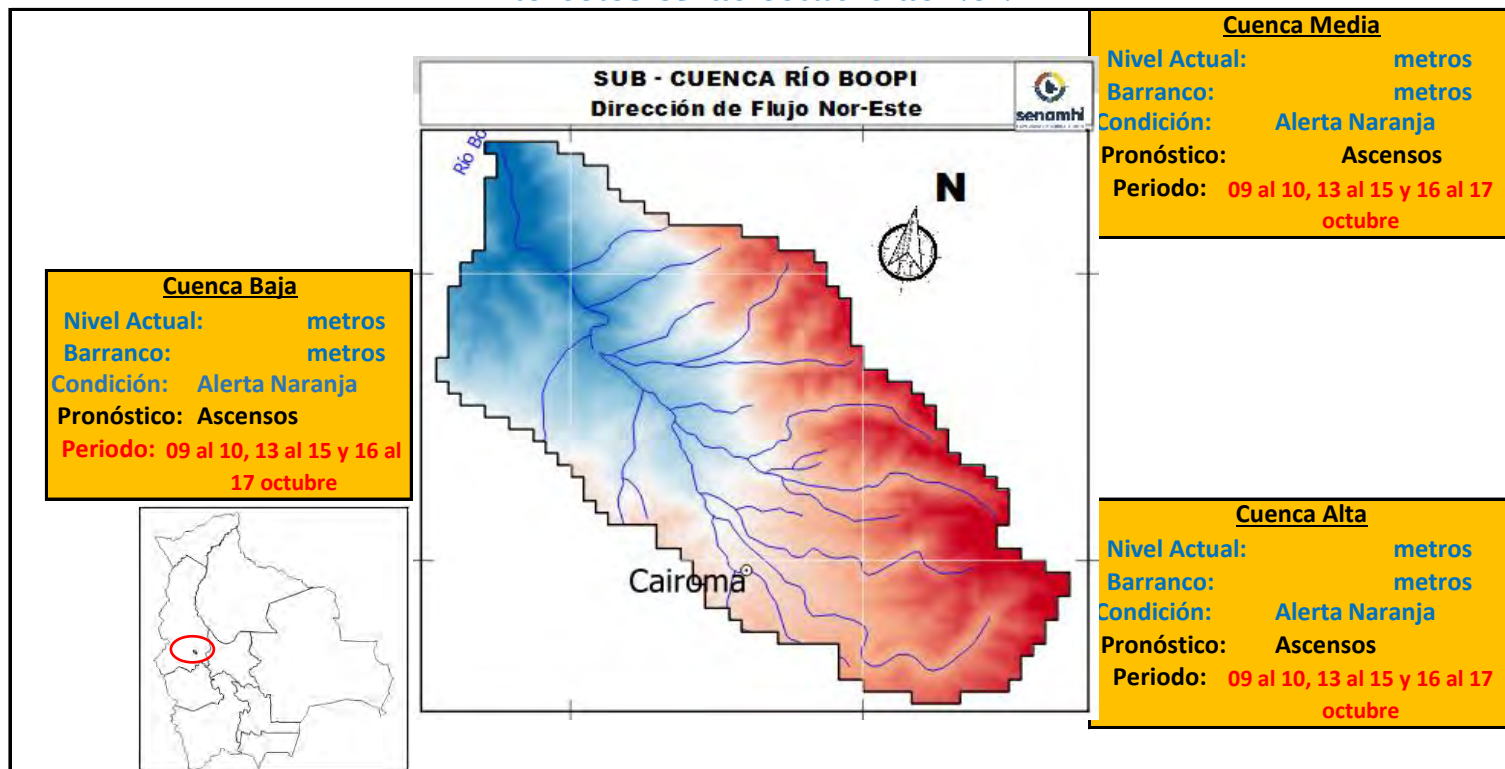 Cuenca Media
Nivel Actual: metros
Barranco: metros
Condición: Alerta Naranja
Pronóstico: Ascensos
Periodo: 09 al 10, 13 al 15 y 16 al 17
octubre
SUB - CUENCA RÍO BOOPI
Dirección de Flujo Nor-Este
senamhi
Río Bo
N
Cuenca Baja
Nivel Actual: metros
Barranco: metros
Condición: Alerta Naranja
Pronóstico: Ascensos
Periodo: 09 al 10, 13 al 15 y 16 al
17 octubre
Cairoma
Cuenca Alta
Nivel Actual: metros
Barranco: metros
Condición: Alerta Naranja
Pronóstico: Ascensos
Periodo: 09 al 10, 13 al 15 y 16 al 17
octubre